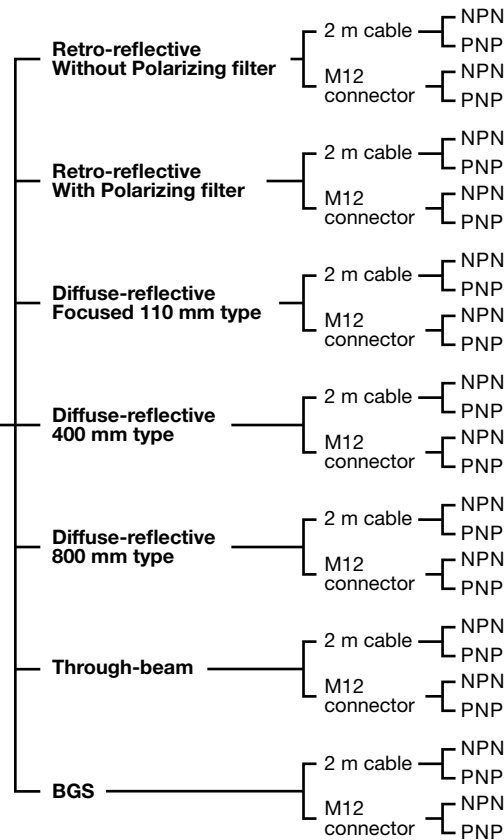 Retro-reflective
Without Polarizing filter
2 m cable
NPN
PNP
M12
connector
NPN
PNP
Retro-reflective
With Polarizing filter
2 m cable
NPN
PNP
M12
connector
NPN
PNP
Diffuse-reflective
Focused 110 mm type
2 m cable
NPN
PNP
M12
connector
NPN
PNP
Diffuse-reflective
400 mm type
2 m cable
NPN
PNP
M12
connector
NPN
PNP
Diffuse-reflective
800 mm type
2 m cable
NPN
PNP
M12
connector
NPN
PNP
Through-beam
2 m cable
NPN
PNP
M12
connector
NPN
PNP
BGS
2 m cable
NPN
PNP
M12
connector
NPN
PNP